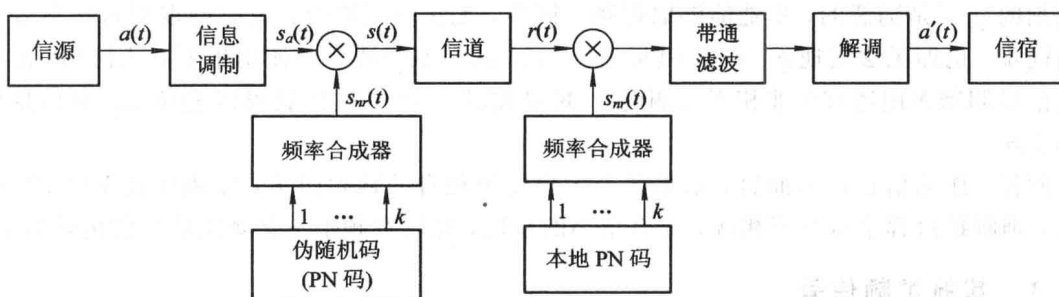 信源
a(t)
信息
调制
s_a(t)
s(t)
信道
r(t)
带通
滤波
解调
a'(t)
信宿
s_nr(t)
s_nr(t)
频率合成器
频率合成器
1 ... k
1 ... k
伪随机码
(PN 码)
本地 PN 码